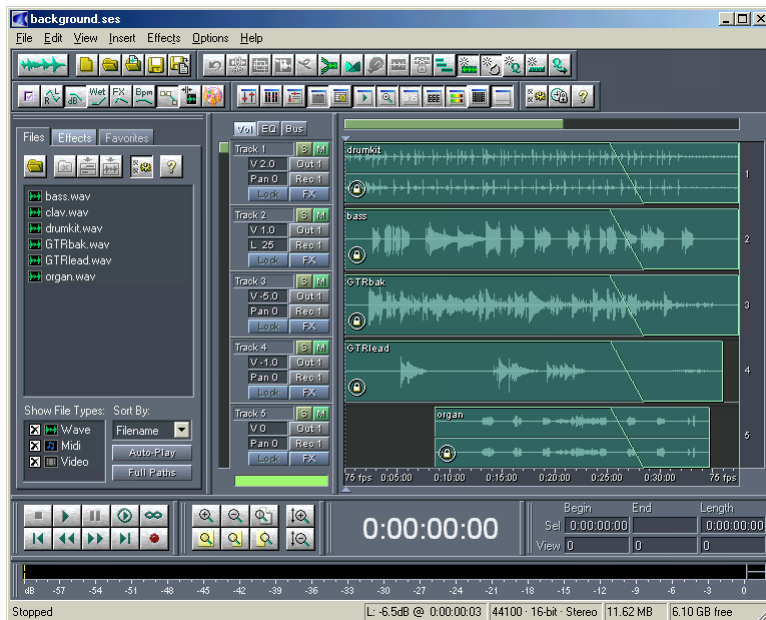 background.ses
File Edit View Insert Effects Options Help
Wet FX Bpm
dB
Files Effects Favorites
bass.wav
clav.wav
drumkit.wav
GTRbak.wav
GTRlead.wav
organ.wav
Show File Types: Sort By:
Wave Filename
Midi
Video
Auto-Play
Full Paths
Vol EQ Bus
Track 1 S M
V 2.0 Out 1
Pan 0 Rec 1
Lock FX
Track 2 S M
V 1.0 Out 1
L 25 Rec 1
Lock FX
Track 3 S M
V -5.0 Out 1
Pan 0 Rec 1
Lock FX
Track 4 S M
V -1.0 Out 1
Pan 0 Rec 1
Lock FX
Track 5 S M
V 0 Out 1
Pan 0 Rec 1
Lock FX
drumkit
1
bass
2
GTRbak
3
GTRlead
4
organ
5
75 fps 0:05:00 0:10:00 0:15:00 0:20:00 0:25:00 0:30:00 75 fps
0:00:00:00
Begin End Length
Sel 0:00:00:00 0:00:00:00
View 0 0 0
dB -57 -54 -51 -48 -45 -42 -39 -36 -33 -30 -27 -24 -21 -18 -15 -12 -9 -6 -3 0
Stopped L: -6.5dB @ 0:00:00:03 44100 · 16-bit · Stereo 11.62 MB 6.10 GB free